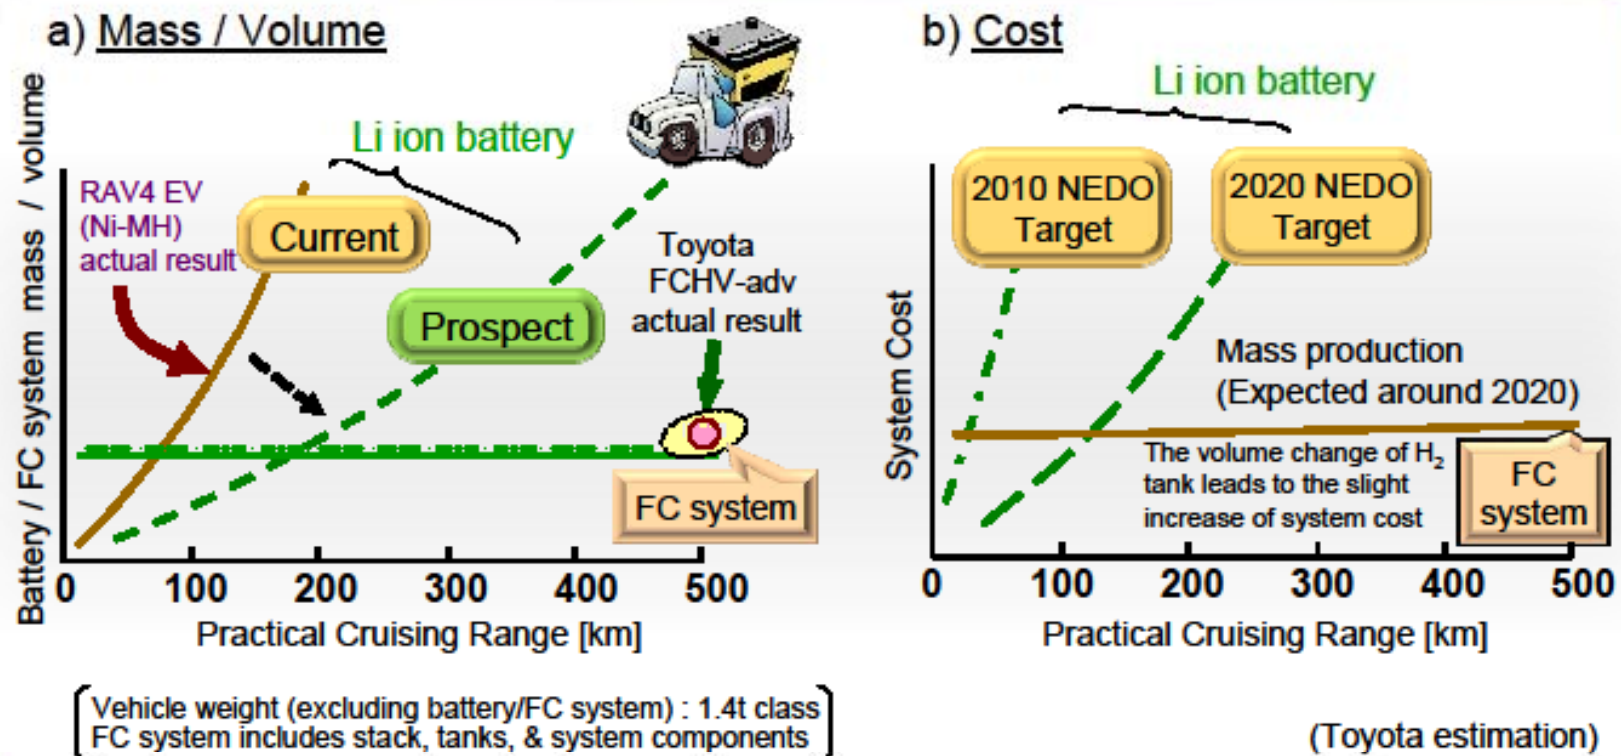 a) Mass / Volume
Battery / FC system mass / volume
Li ion battery
RAV4 EV
(Ni-MH)
actual result
Current
Prospect
Toyota
FCHV-adv
actual result
FC system
0 100 200 300 400 500
Practical Cruising Range [km]
Vehicle weight (excluding battery/FC system) : 1.4t class
FC system includes stack, tanks, & system components
b) Cost
System Cost
Li ion battery
2010 NEDO
Target
2020 NEDO
Target
Mass production
(Expected around 2020)
The volume change of H₂
tank leads to the slight
increase of system cost
FC
system
0 100 200 300 400 500
Practical Cruising Range [km]
(Toyota estimation)